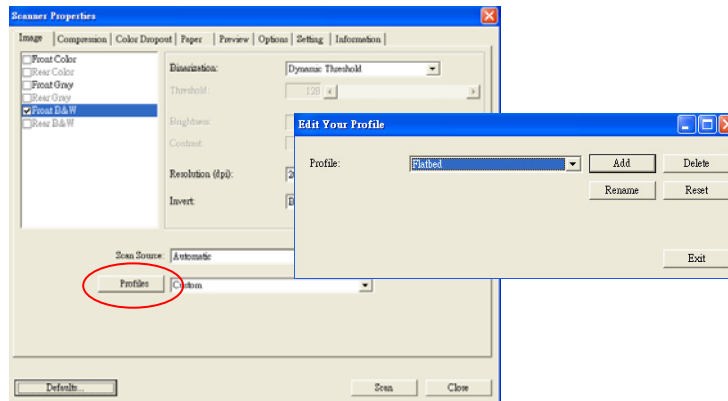 Scanner Properties
Image Compression Color Dropout Paper Preview Options Setting Information
Front Color
Rear Color
Front Gray
Rear Gray
Front B&W
Rear B&W
Binarization: Dynamic Threshold
Threshold: 128
Brightness:
Contrast:
Resolution (dpi):
Invert:
Scan Source: Automatic
Profiles Custom
Defaults... Scan Close
Edit Your Profile
Profile: Flatbed Add Delete
Rename Reset
Exit